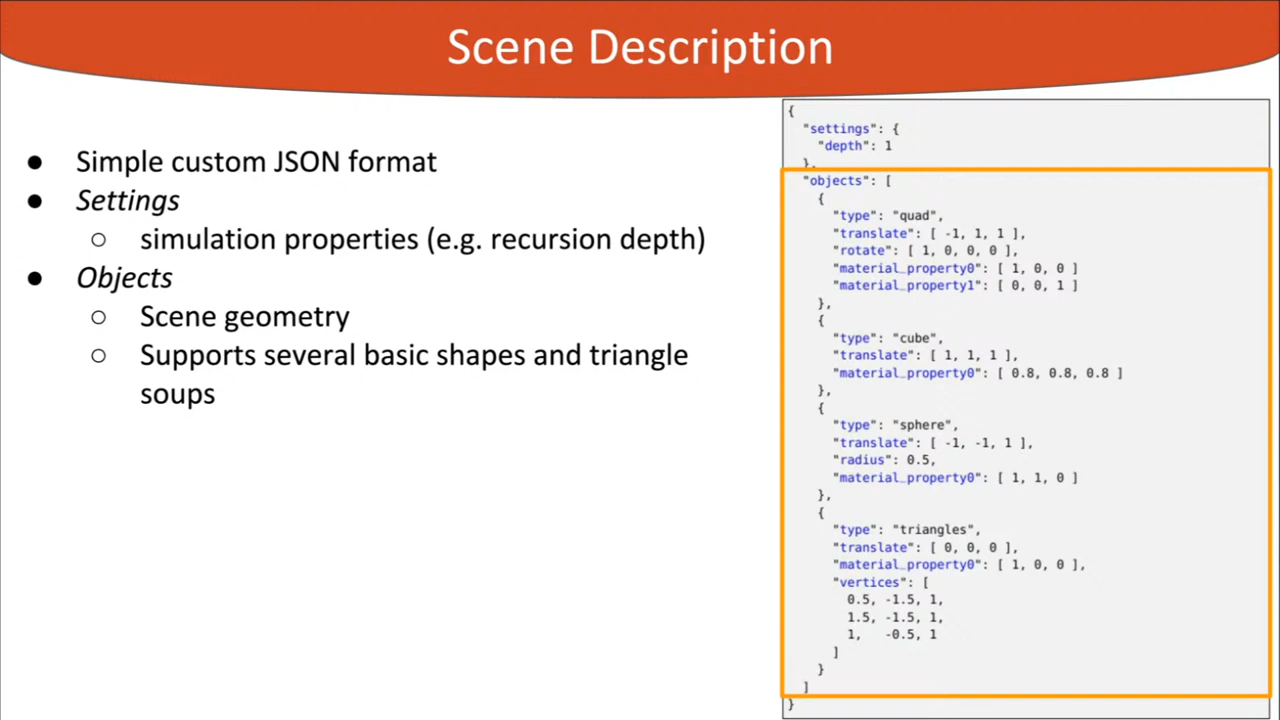 Scene Description
● Simple custom JSON format
● Settings
○ simulation properties (e.g. recursion depth)
● Objects
○ Scene geometry
○ Supports several basic shapes and triangle
soups
{
"settings": {
"depth": 1
},
"objects": [
{
"type": "quad",
"translate": [ -1, 1, 1 ],
"rotate": [ 1, 0, 0, 0 ],
"material_property0": [ 1, 0, 0 ]
"material_property1": [ 0, 0, 1 ]
},
{
"type": "cube",
"translate": [ 1, 1, 1 ],
"material_property0": [ 0.8, 0.8, 0.8 ]
},
{
"type": "sphere",
"translate": [ -1, -1, 1 ],
"radius": 0.5,
"material_property0": [ 1, 1, 0 ]
},
{
"type": "triangles",
"translate": [ 0, 0, 0 ],
"material_property0": [ 1, 0, 0 ],
"vertices": [
0.5, -1.5, 1,
1.5, -1.5, 1,
1, -0.5, 1
]
}
]
}